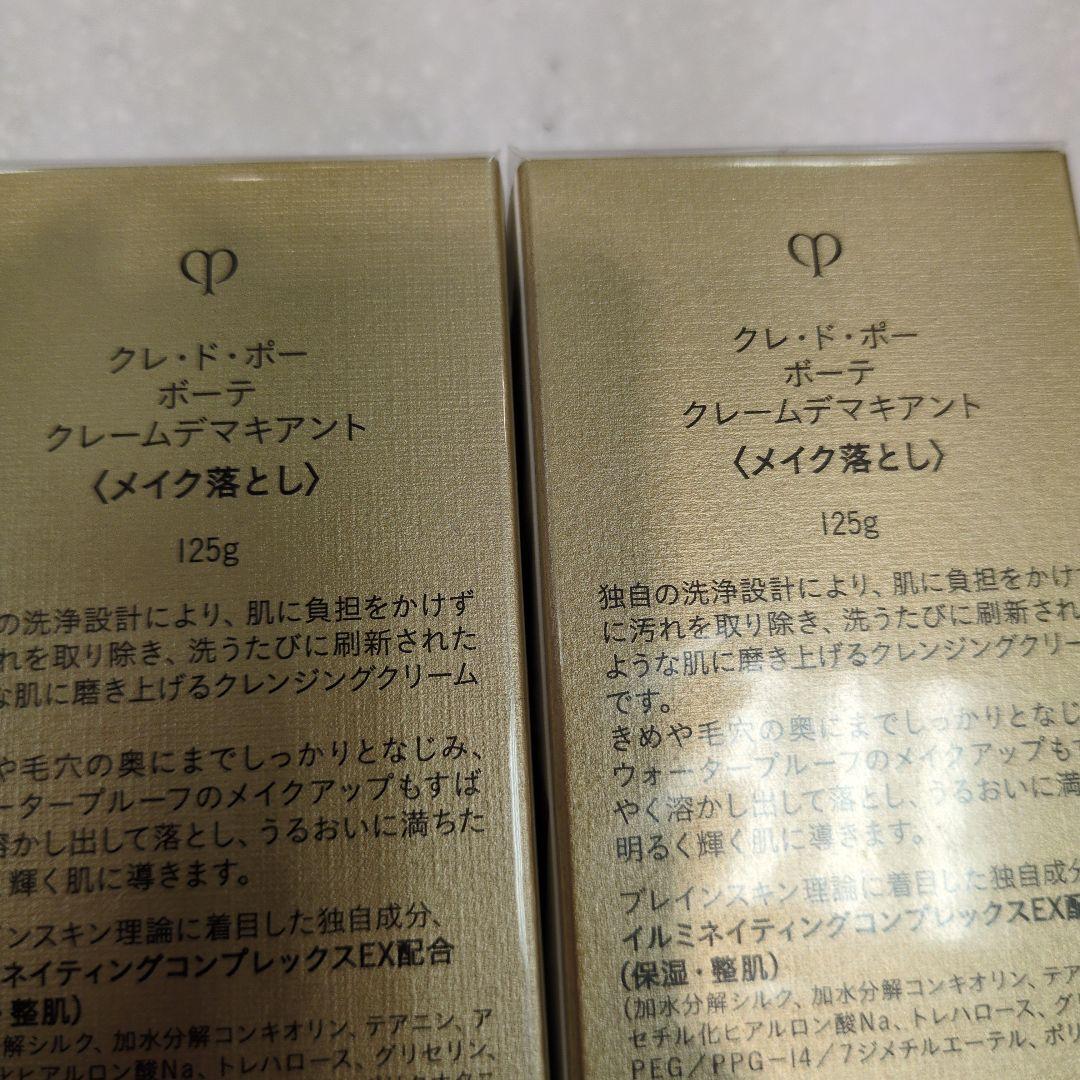 クレ・ド・ポー
ボーテ
クレームデマキアント
〈メイク落とし〉
125g
の洗浄設計により、肌に負担をかけず
れを取り除き、洗うたびに刷新された
な肌に磨き上げるクレンジングクリーム
や毛穴の奥にまでしっかりとなじみ、
ータープルーフのメイクアップもすば
溶かし出して落とし、うるおいに満ちた
輝く肌に導きます。
ンスキン理論に着目した独自成分、
ネイティングコンプレックスEX配合
・整肌)
解シルク、加水分解コンキオリン、テアニン、ア
ヒアルロン酸Na、トレハロース、グリセリン、
クレ・ド・ポー
ボーテ
クレームデマキアント
〈メイク落とし〉
125g
独自の洗浄設計により、肌に負担をかけ
に汚れを取り除き、洗うたびに刷新され
ような肌に磨き上げるクレンジングクリー
です。
きめや毛穴の奥にまでしっかりとなじ
ウォータープルーフのメイクアップも
やく溶かし出して落とし、うるおいに満
明るく輝く肌に導きます。
ブレインスキン理論に着目した独自成分
イルミネイティングコンプレックスEX配
(保湿・整肌)
(加水分解シルク、加水分解コンキオリン、テア
セチル化ヒアルロン酸Na、トレハロース、グ
PEG/PPG-14/7ジメチルエーテル、ポリ